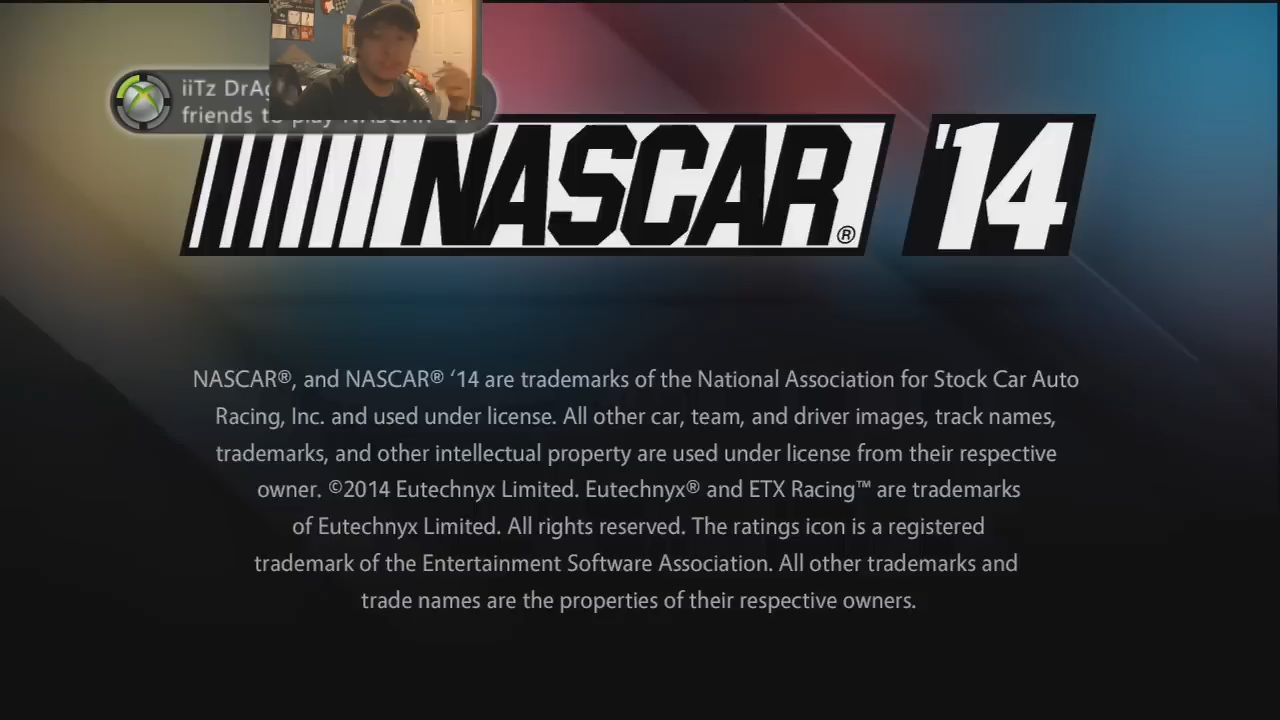 iiTz DrAg
friends to play NASCAR '14
NASCAR® '14
NASCAR®, and NASCAR® ‘14 are trademarks of the National Association for Stock Car Auto
Racing, Inc. and used under license. All other car, team, and driver images, track names,
trademarks, and other intellectual property are used under license from their respective
owner. ©2014 Eutechnyx Limited. Eutechnyx® and ETX Racing™ are trademarks
of Eutechnyx Limited. All rights reserved. The ratings icon is a registered
trademark of the Entertainment Software Association. All other trademarks and
trade names are the properties of their respective owners.